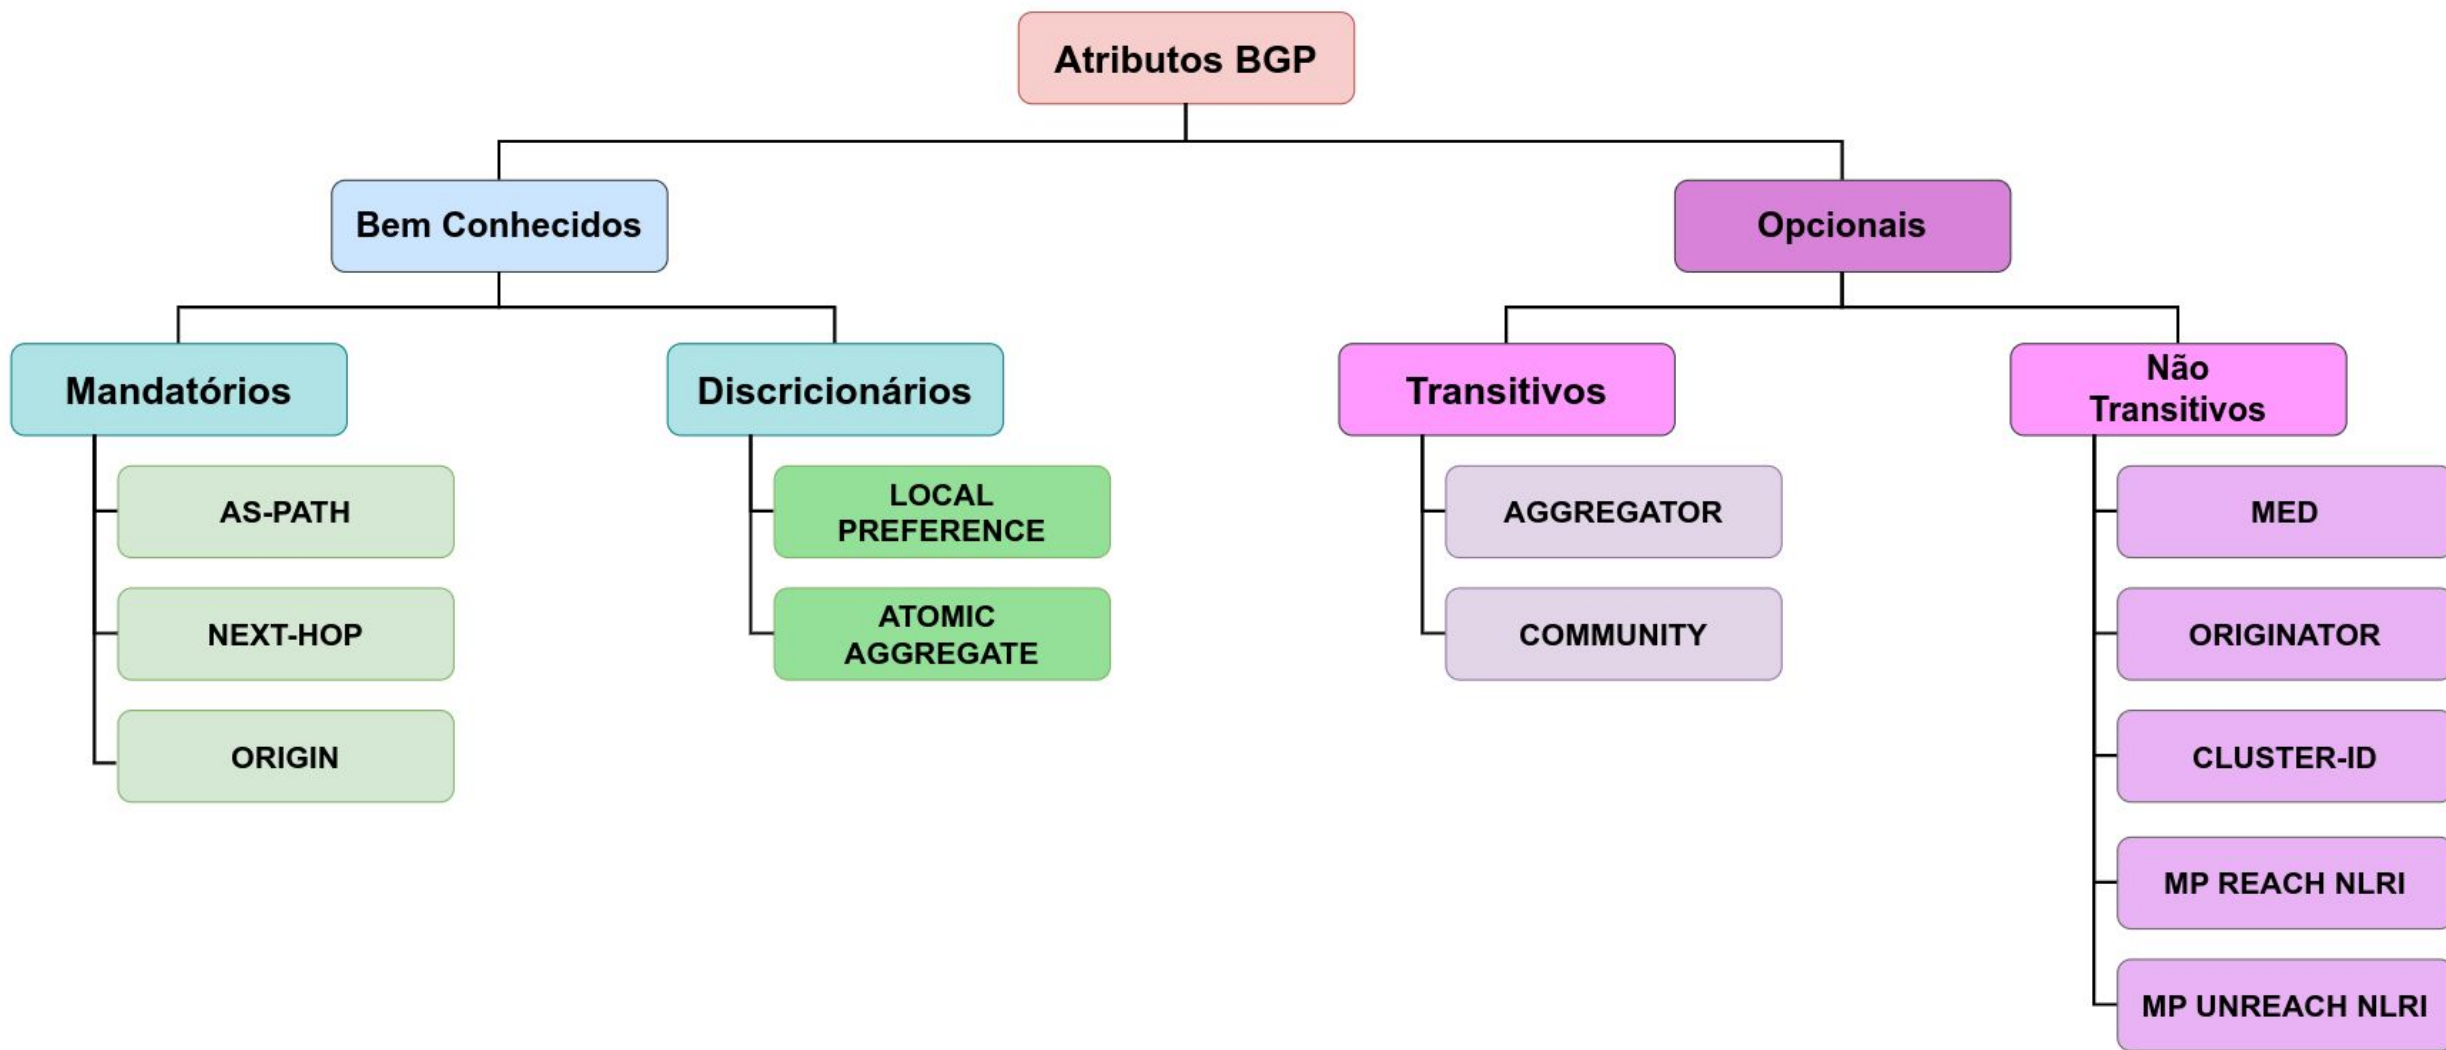 Atributos BGP
Bem Conhecidos
Opcionais
Mandatórios
Discricionários
Transitivos
Não
Transitivos
AS-PATH
NEXT-HOP
ORIGIN
LOCAL
PREFERENCE
ATOMIC
AGGREGATE
AGGREGATOR
COMMUNITY
MED
ORIGINATOR
CLUSTER-ID
MP REACH NLRI
MP UNREACH NLRI